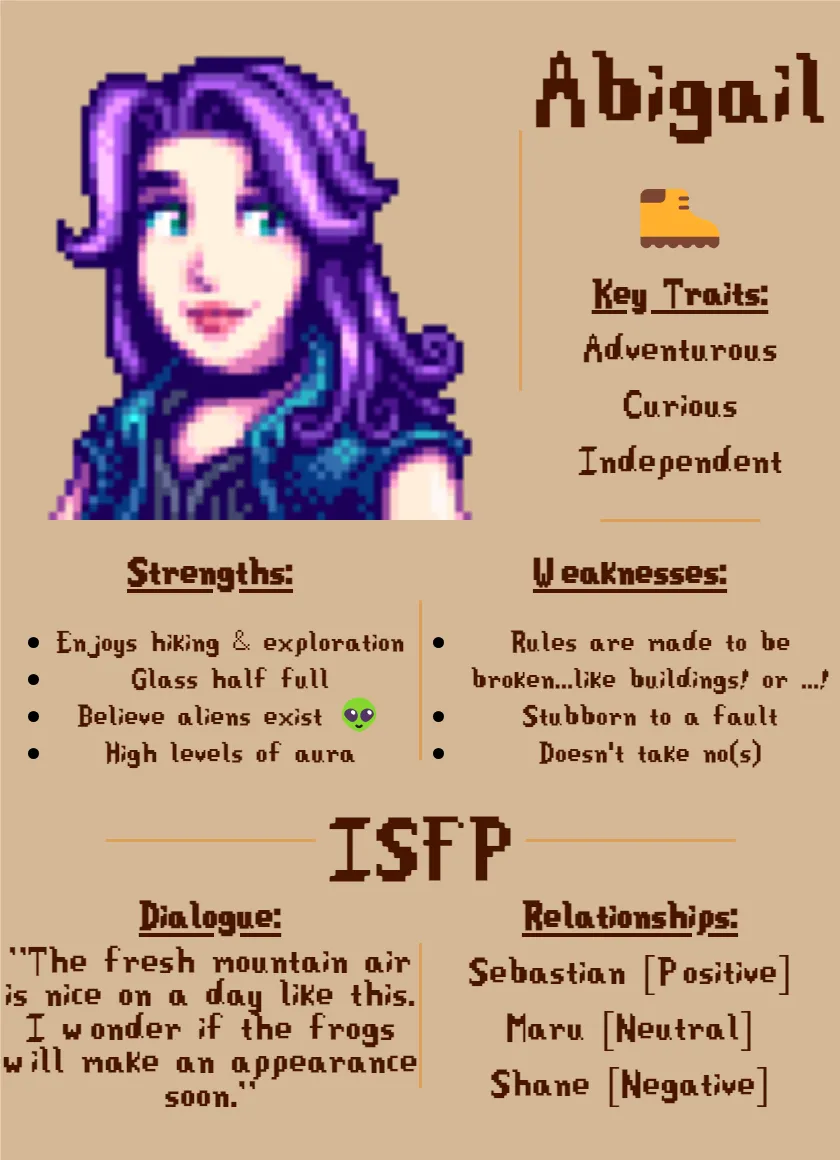 Abigail
Key Traits:
Adventurous
Curious
Independent
Strengths:
Enjoys hiking & exploration
Glass half full
Believe aliens exist 👽
High levels of aura
Weaknesses:
Rules are made to be
broken...like buildings! or ...!
Stubborn to a fault
Doesn't take no(s)
ISFP
Dialogue:
"The fresh mountain air
is nice on a day like this.
I wonder if the frogs
will make an appearance
soon."
Relationships:
Sebastian [Positive]
Maru [Neutral]
Shane [Negative]